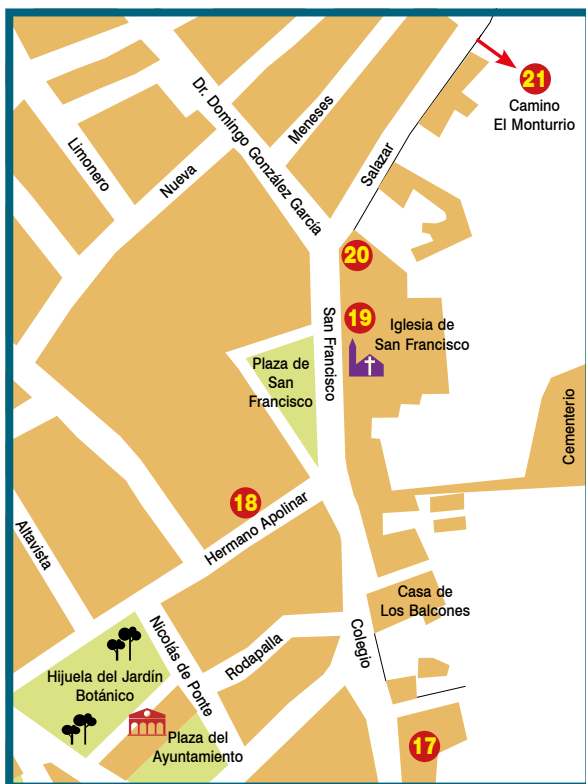 21
Camino
El Monturrio
Dr. Domingo González García
Meneses
Salazar
Limonero
Nueva
20
19
Iglesia de
San Francisco
San Francisco
Plaza de
San
Francisco
Cementerio
18
Hermano Apolinar
Altavista
Casa de
Los Balcones
Nicolás de Ponte
Rodapalla
Colegio
Hijuela del Jardín
Botánico
Plaza del
Ayuntamiento
17